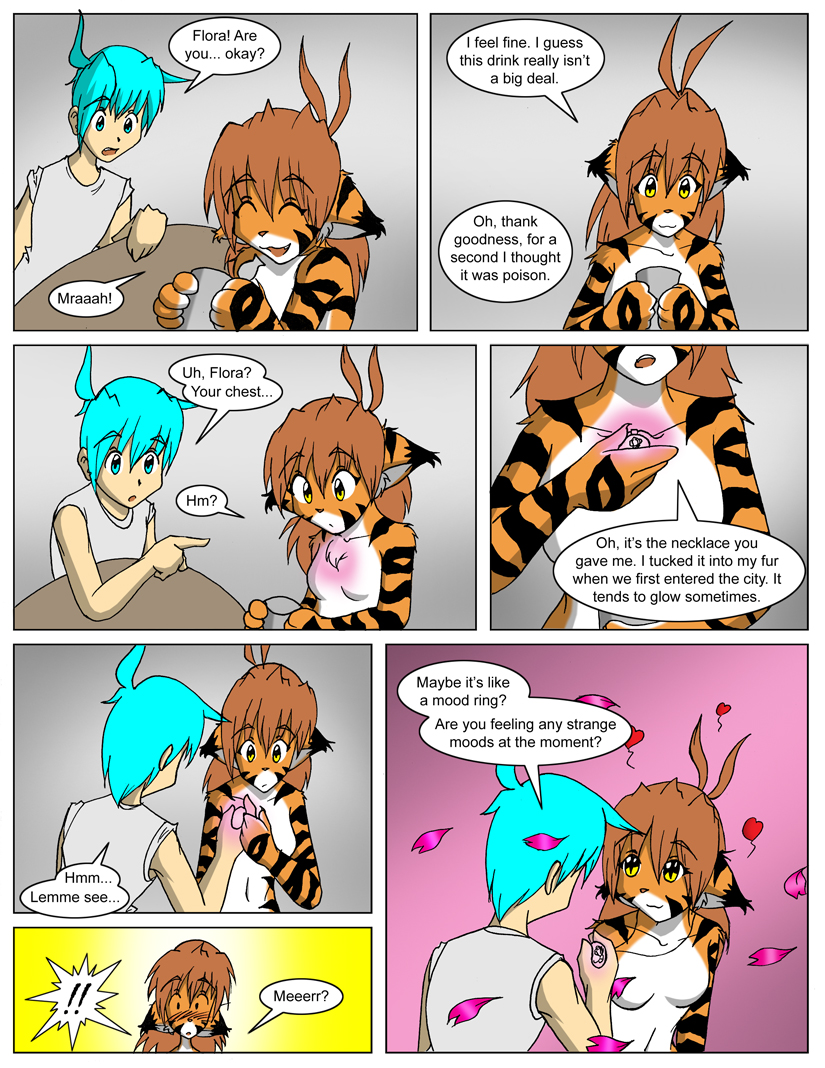 Flora! Are
you... okay?
Mraaah!
I feel fine. I guess
this drink really isn't
a big deal.
Oh, thank
goodness, for a
second I thought
it was poison.
Uh, Flora?
Your chest...
Hm?
Oh, it's the necklace you
gave me. I tucked it into my fur
when we first entered the city. It
tends to glow sometimes.
Hmm...
Lemme see...
!!
Meeerr?
Maybe it's like
a mood ring?
Are you feeling any strange
moods at the moment?